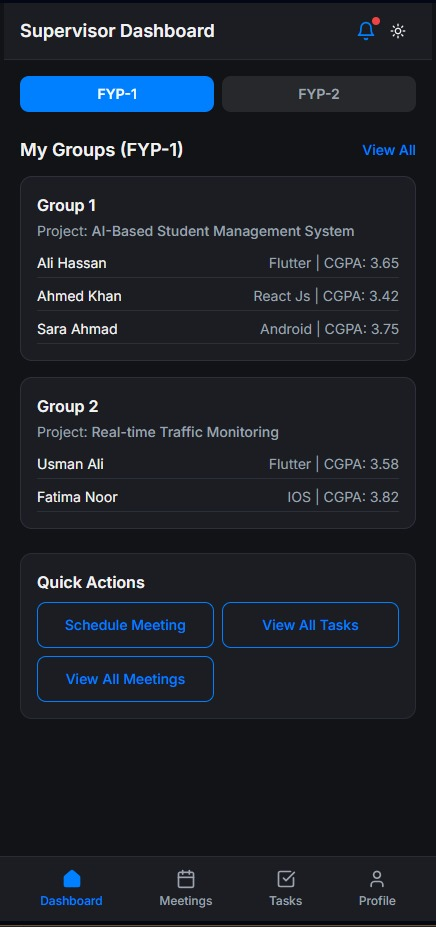 Supervisor Dashboard
FYP-1
FYP-2
My Groups (FYP-1)
View All
Group 1
Project: AI-Based Student Management System
Ali Hassan
Flutter | CGPA: 3.65
Ahmed Khan
React Js | CGPA: 3.42
Sara Ahmad
Android | CGPA: 3.75
Group 2
Project: Real-time Traffic Monitoring
Usman Ali
Flutter | CGPA: 3.58
Fatima Noor
IOS | CGPA: 3.82
Quick Actions
Schedule Meeting
View All Tasks
View All Meetings
Dashboard
Meetings
Tasks
Profile